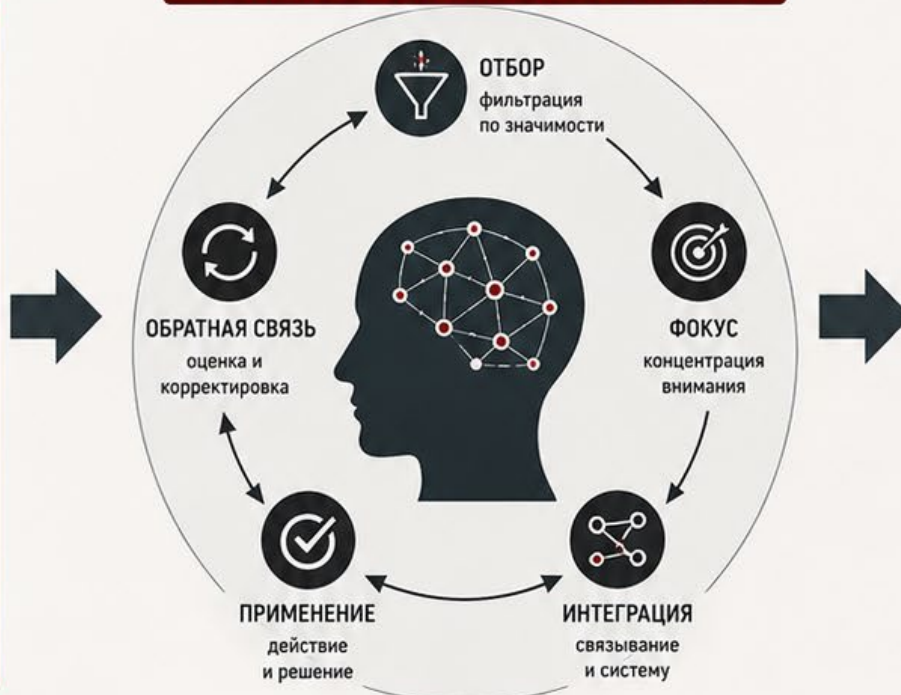 ОТБОР
фильтрация
по значимости
ОБРАТНАЯ СВЯЗЬ
оценка и
корректировка
ФОКУС
концентрация
внимания
ПРИМЕНЕНИЕ
действие
и решение
ИНТЕГРАЦИЯ
связывание
и систему